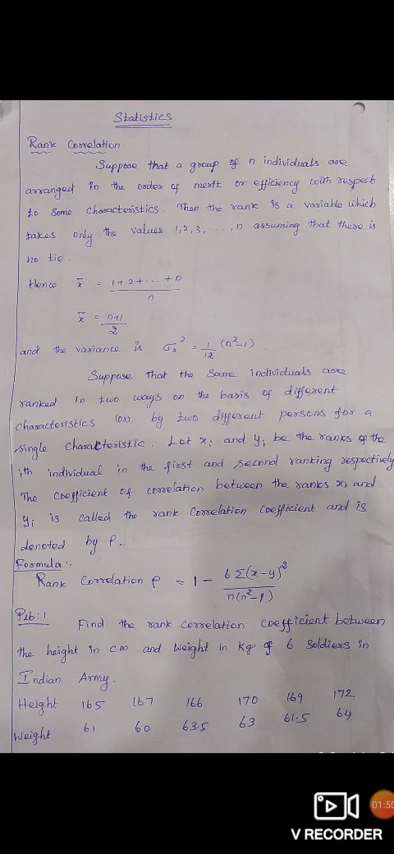 Statistics
Rank Correlation.
Suppose that a group of n individuals are
arranged in the order of merit or efficiency with respect
to some characteristics. Then the rank is a variable which
takes only the values 1,2,3, ...., n assuming that there is
no tie.
Hence x̄ = 1+2+...+n / n
x̄ = n+1 / 2
and the variance is σx² = 1/12 (n²-1)
Suppose that the same individuals are
ranked in two ways on the basis of different
characteristics (or) by two different persons for a
single characteristic. Let xi and yi be the ranks of the
ith individual in the first and second ranking respectively
The coefficient of correlation between the ranks xi and
yi is called the rank correlation coefficient and is
denoted by ρ.
Formula:-
Rank Correlation ρ = 1 - 6 Σ(x-y)² / n(n²-1)
Pbb:1
Find the rank correlation coefficient between
the height in cm and weight in kg of 6 soldiers in
Indian Army.
Height 165 167 166 170 169 172
Weight 61 60 63.5 63 61.5 64
01:50
V RECORDER